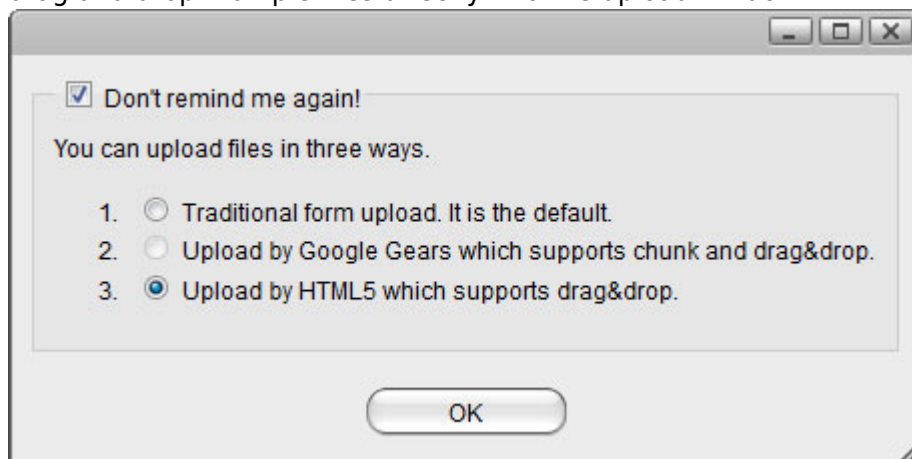 Don't remind me again!
You can upload files in three ways.
1. Traditional form upload. It is the default.
2. Upload by Google Gears which supports chunk and drag&drop.
3. Upload by HTML5 which supports drag&drop.
OK